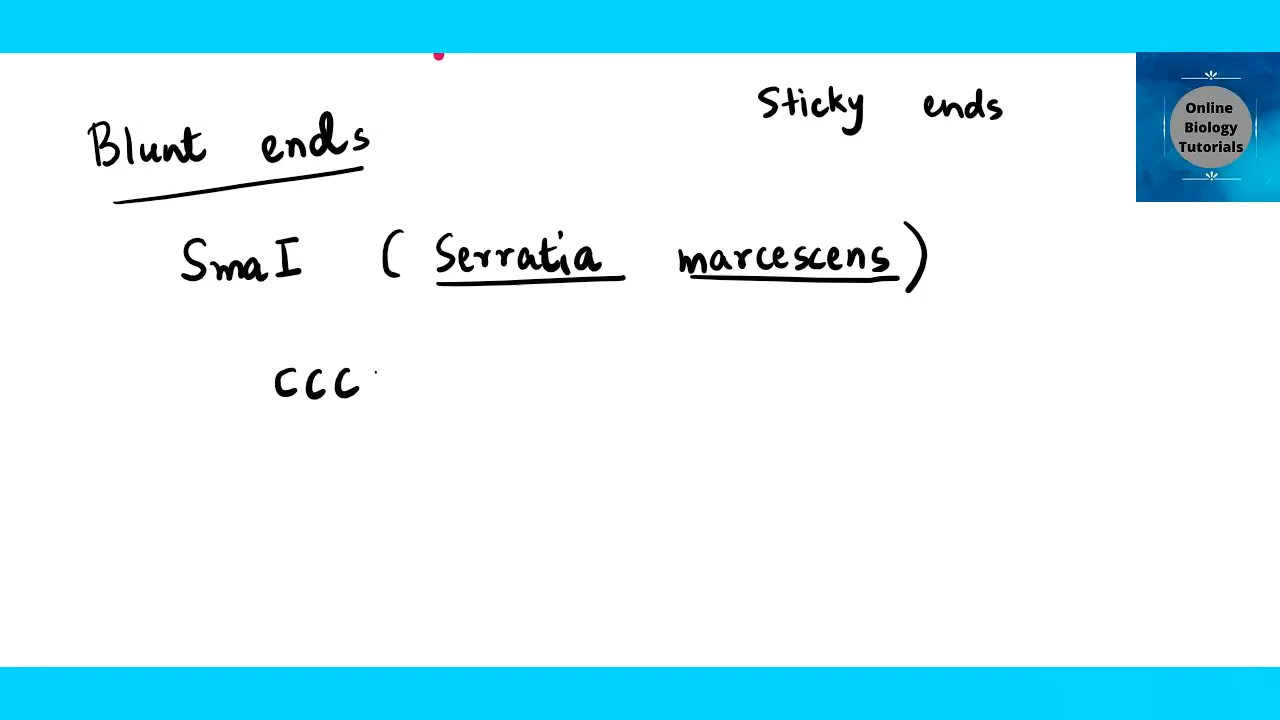 Sticky ends
Online
Biology
Tutorials
Blunt ends
SmaI (Serratia marcescens)
CCC